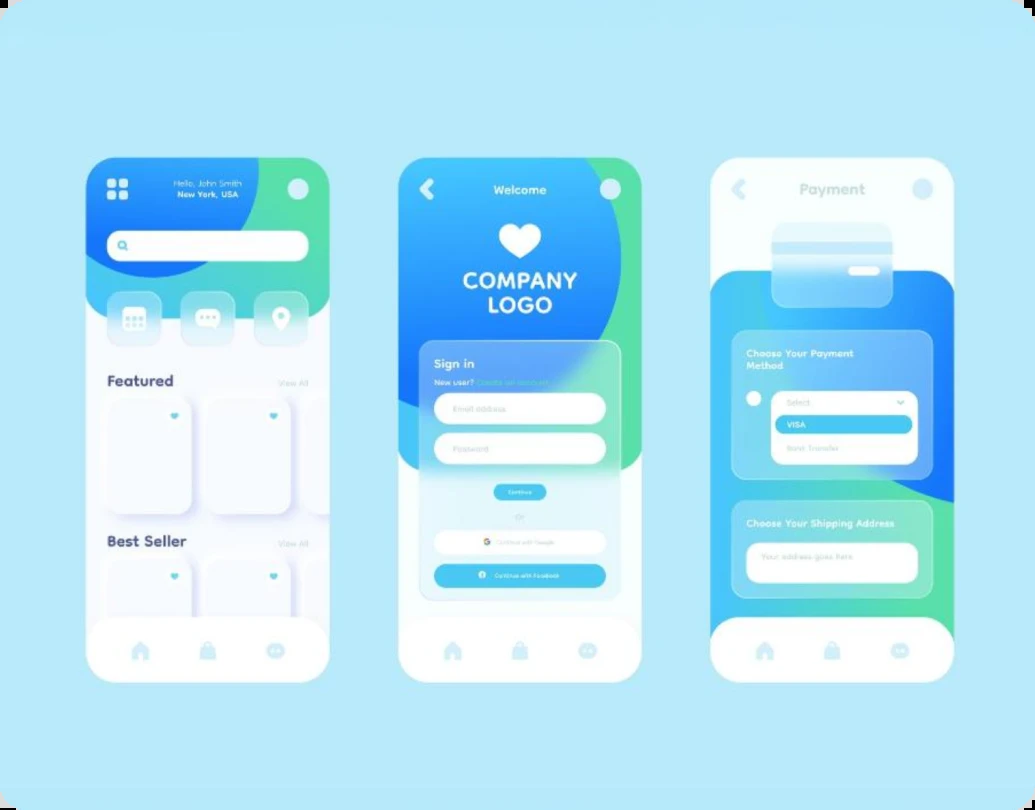 Hello, John Smith
New York, USA
Featured
View All
Best Seller
View All
Welcome
COMPANY
LOGO
Sign in
New user? Create an account
Email Address
Password
Continue
Or
Continue with Google
Continue with Facebook
Payment
Choose Your Payment
Method
Select
VISA
Bank Transfer
Choose Your Shipping Address
Your address goes here